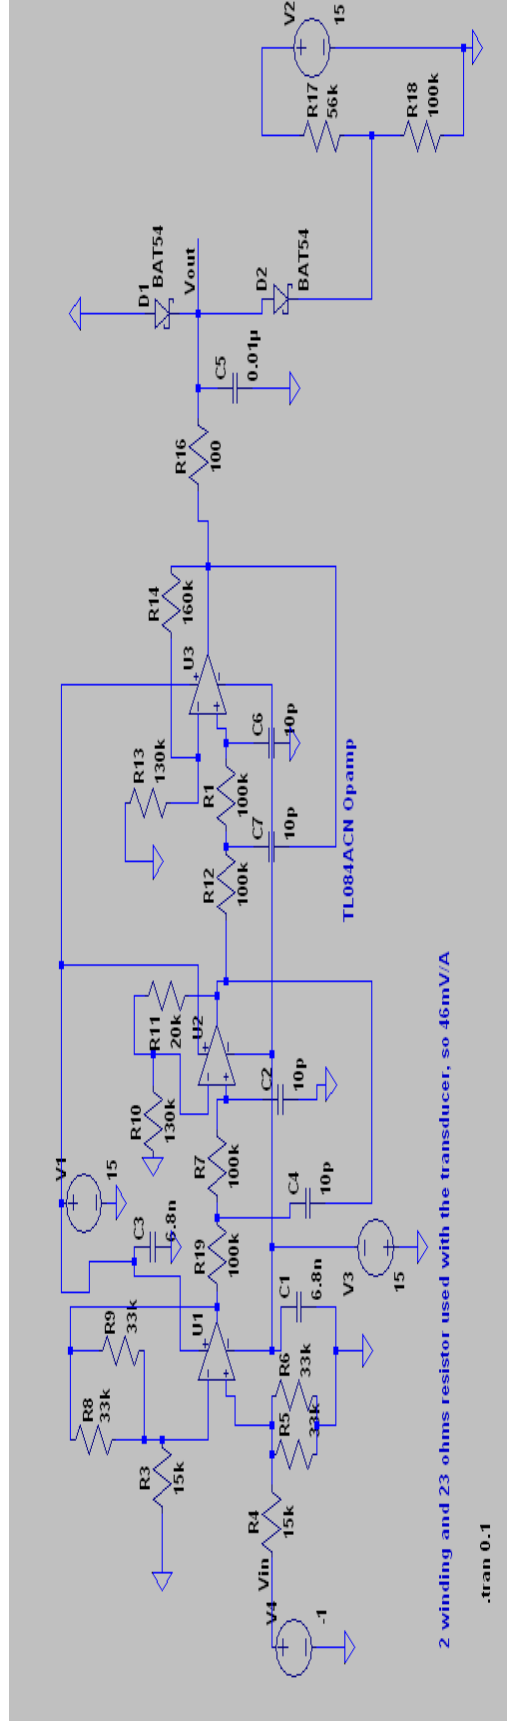 V4
-1
Vin
R4
15k
R3
15k
R8
33k
R9
33k
R5
33k
R6
33k
U1
C1
6.8n
C3
6.8n
V1
15
V3
15
R19
100k
R7
100k
C4
10p
C2
10p
R10
130k
R11
20k
U2
R12
100k
R1
100k
C7
10p
C6
10p
R13
130k
R14
160k
U3
R16
100
C5
0.01µ
D1
BAT54
Vout
D2
BAT54
R17
56k
R18
100k
V2
15
TL084ACN Opamp
2 winding and 23 ohms resistor used with the transducer, so 46mV/A
.tran 0.1